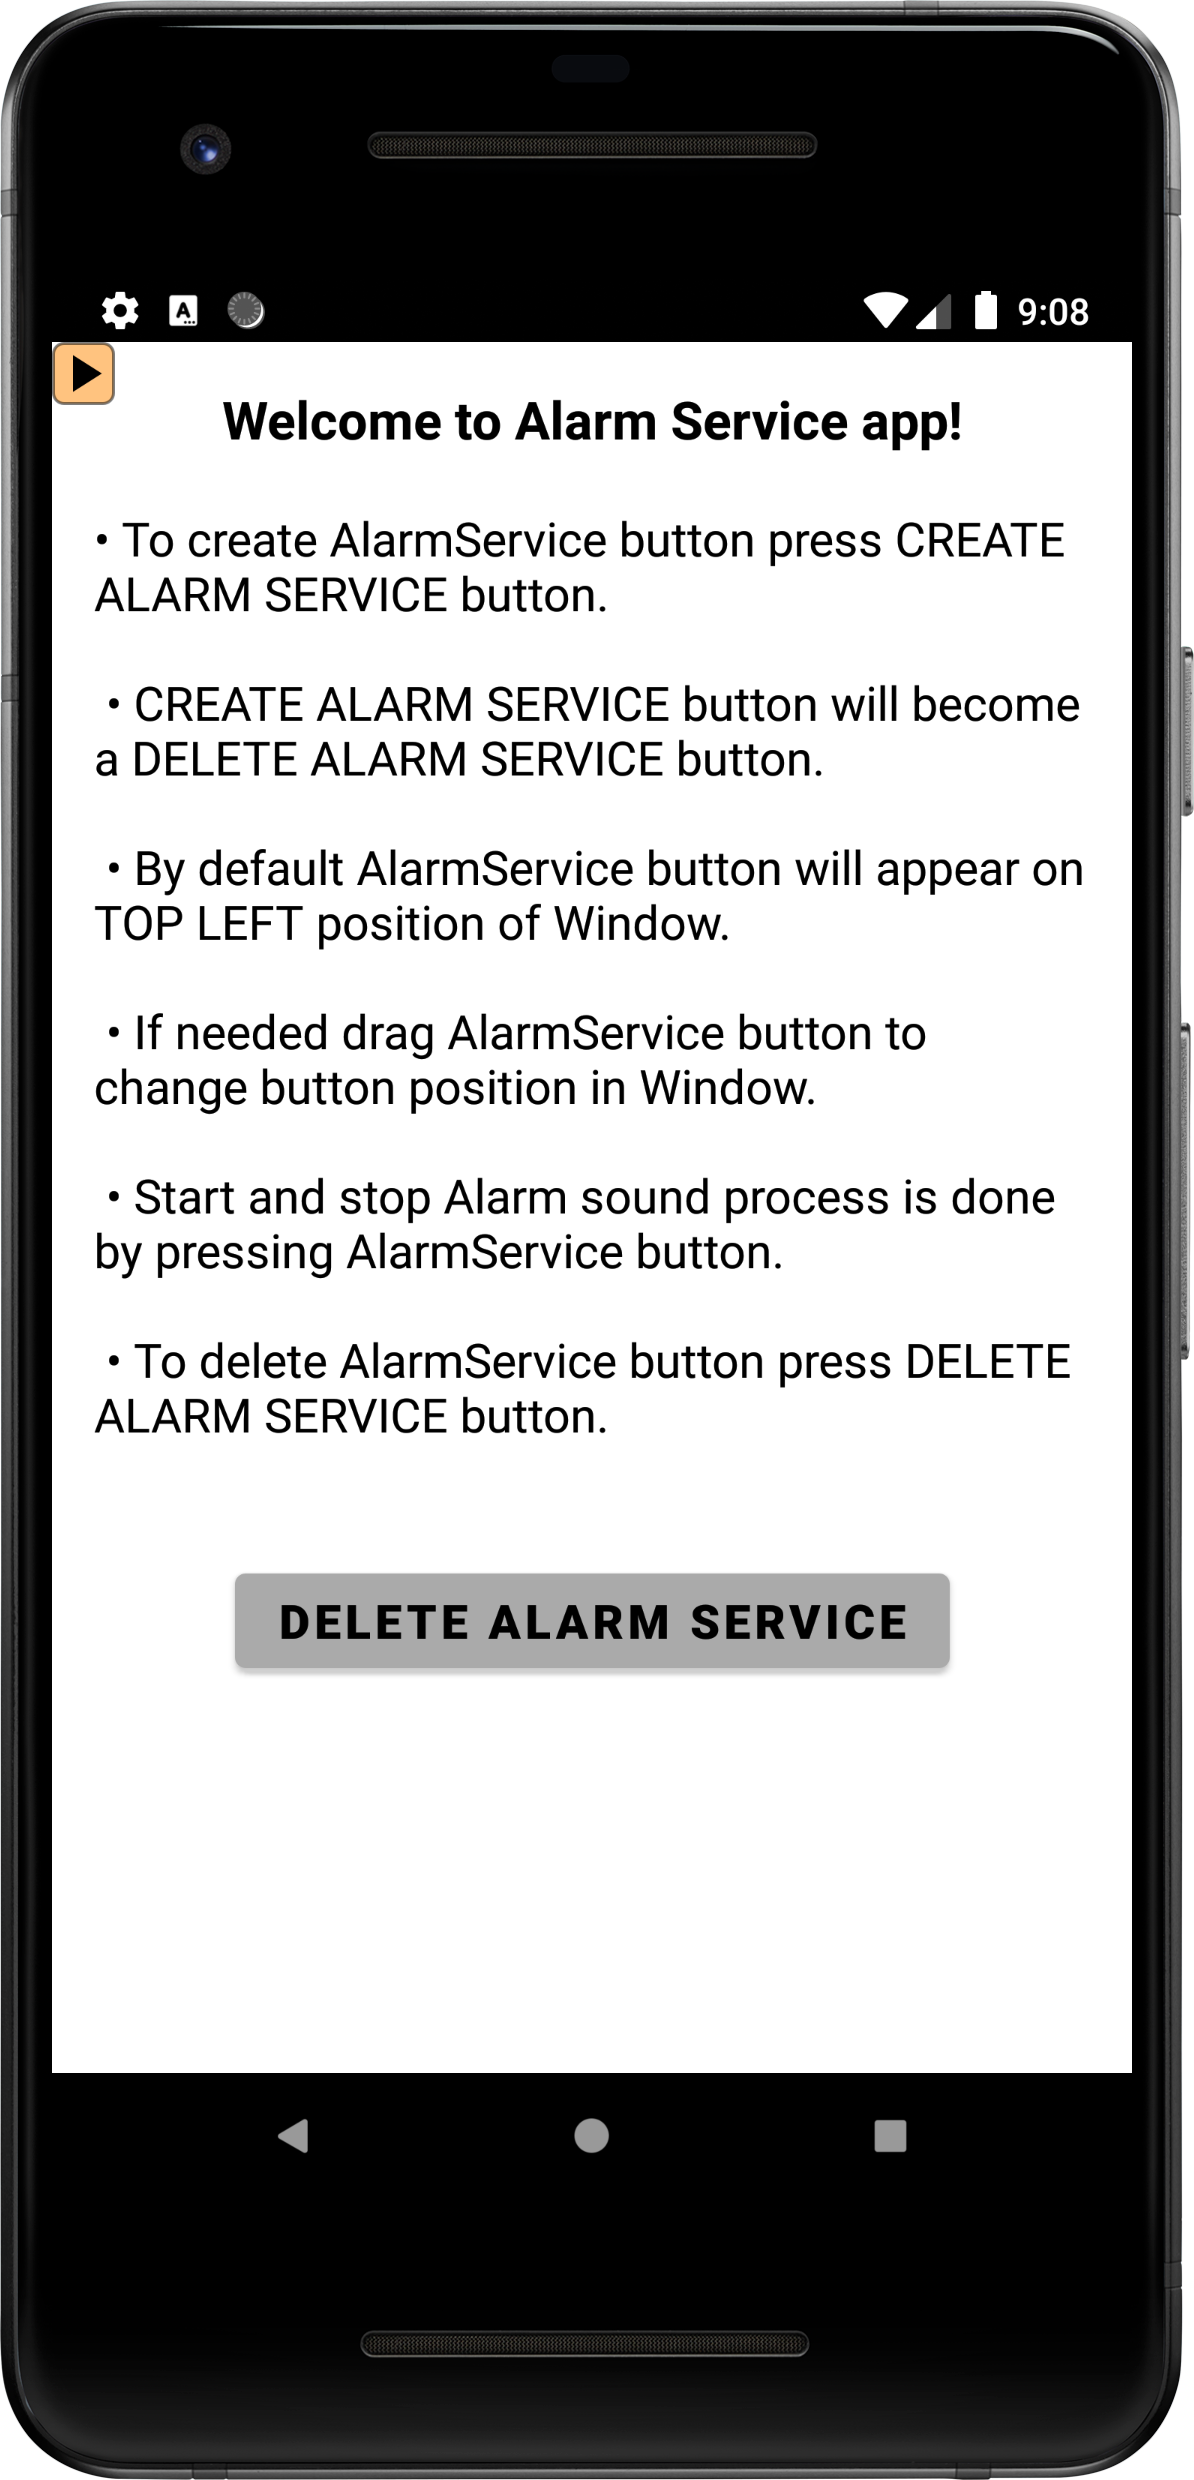 9:08
Welcome to Alarm Service app!
• To create AlarmService button press CREATE
ALARM SERVICE button.
• CREATE ALARM SERVICE button will become
a DELETE ALARM SERVICE button.
• By default AlarmService button will appear on
TOP LEFT position of Window.
• If needed drag AlarmService button to
change button position in Window.
• Start and stop Alarm sound process is done
by pressing AlarmService button.
• To delete AlarmService button press DELETE
ALARM SERVICE button.
DELETE ALARM SERVICE